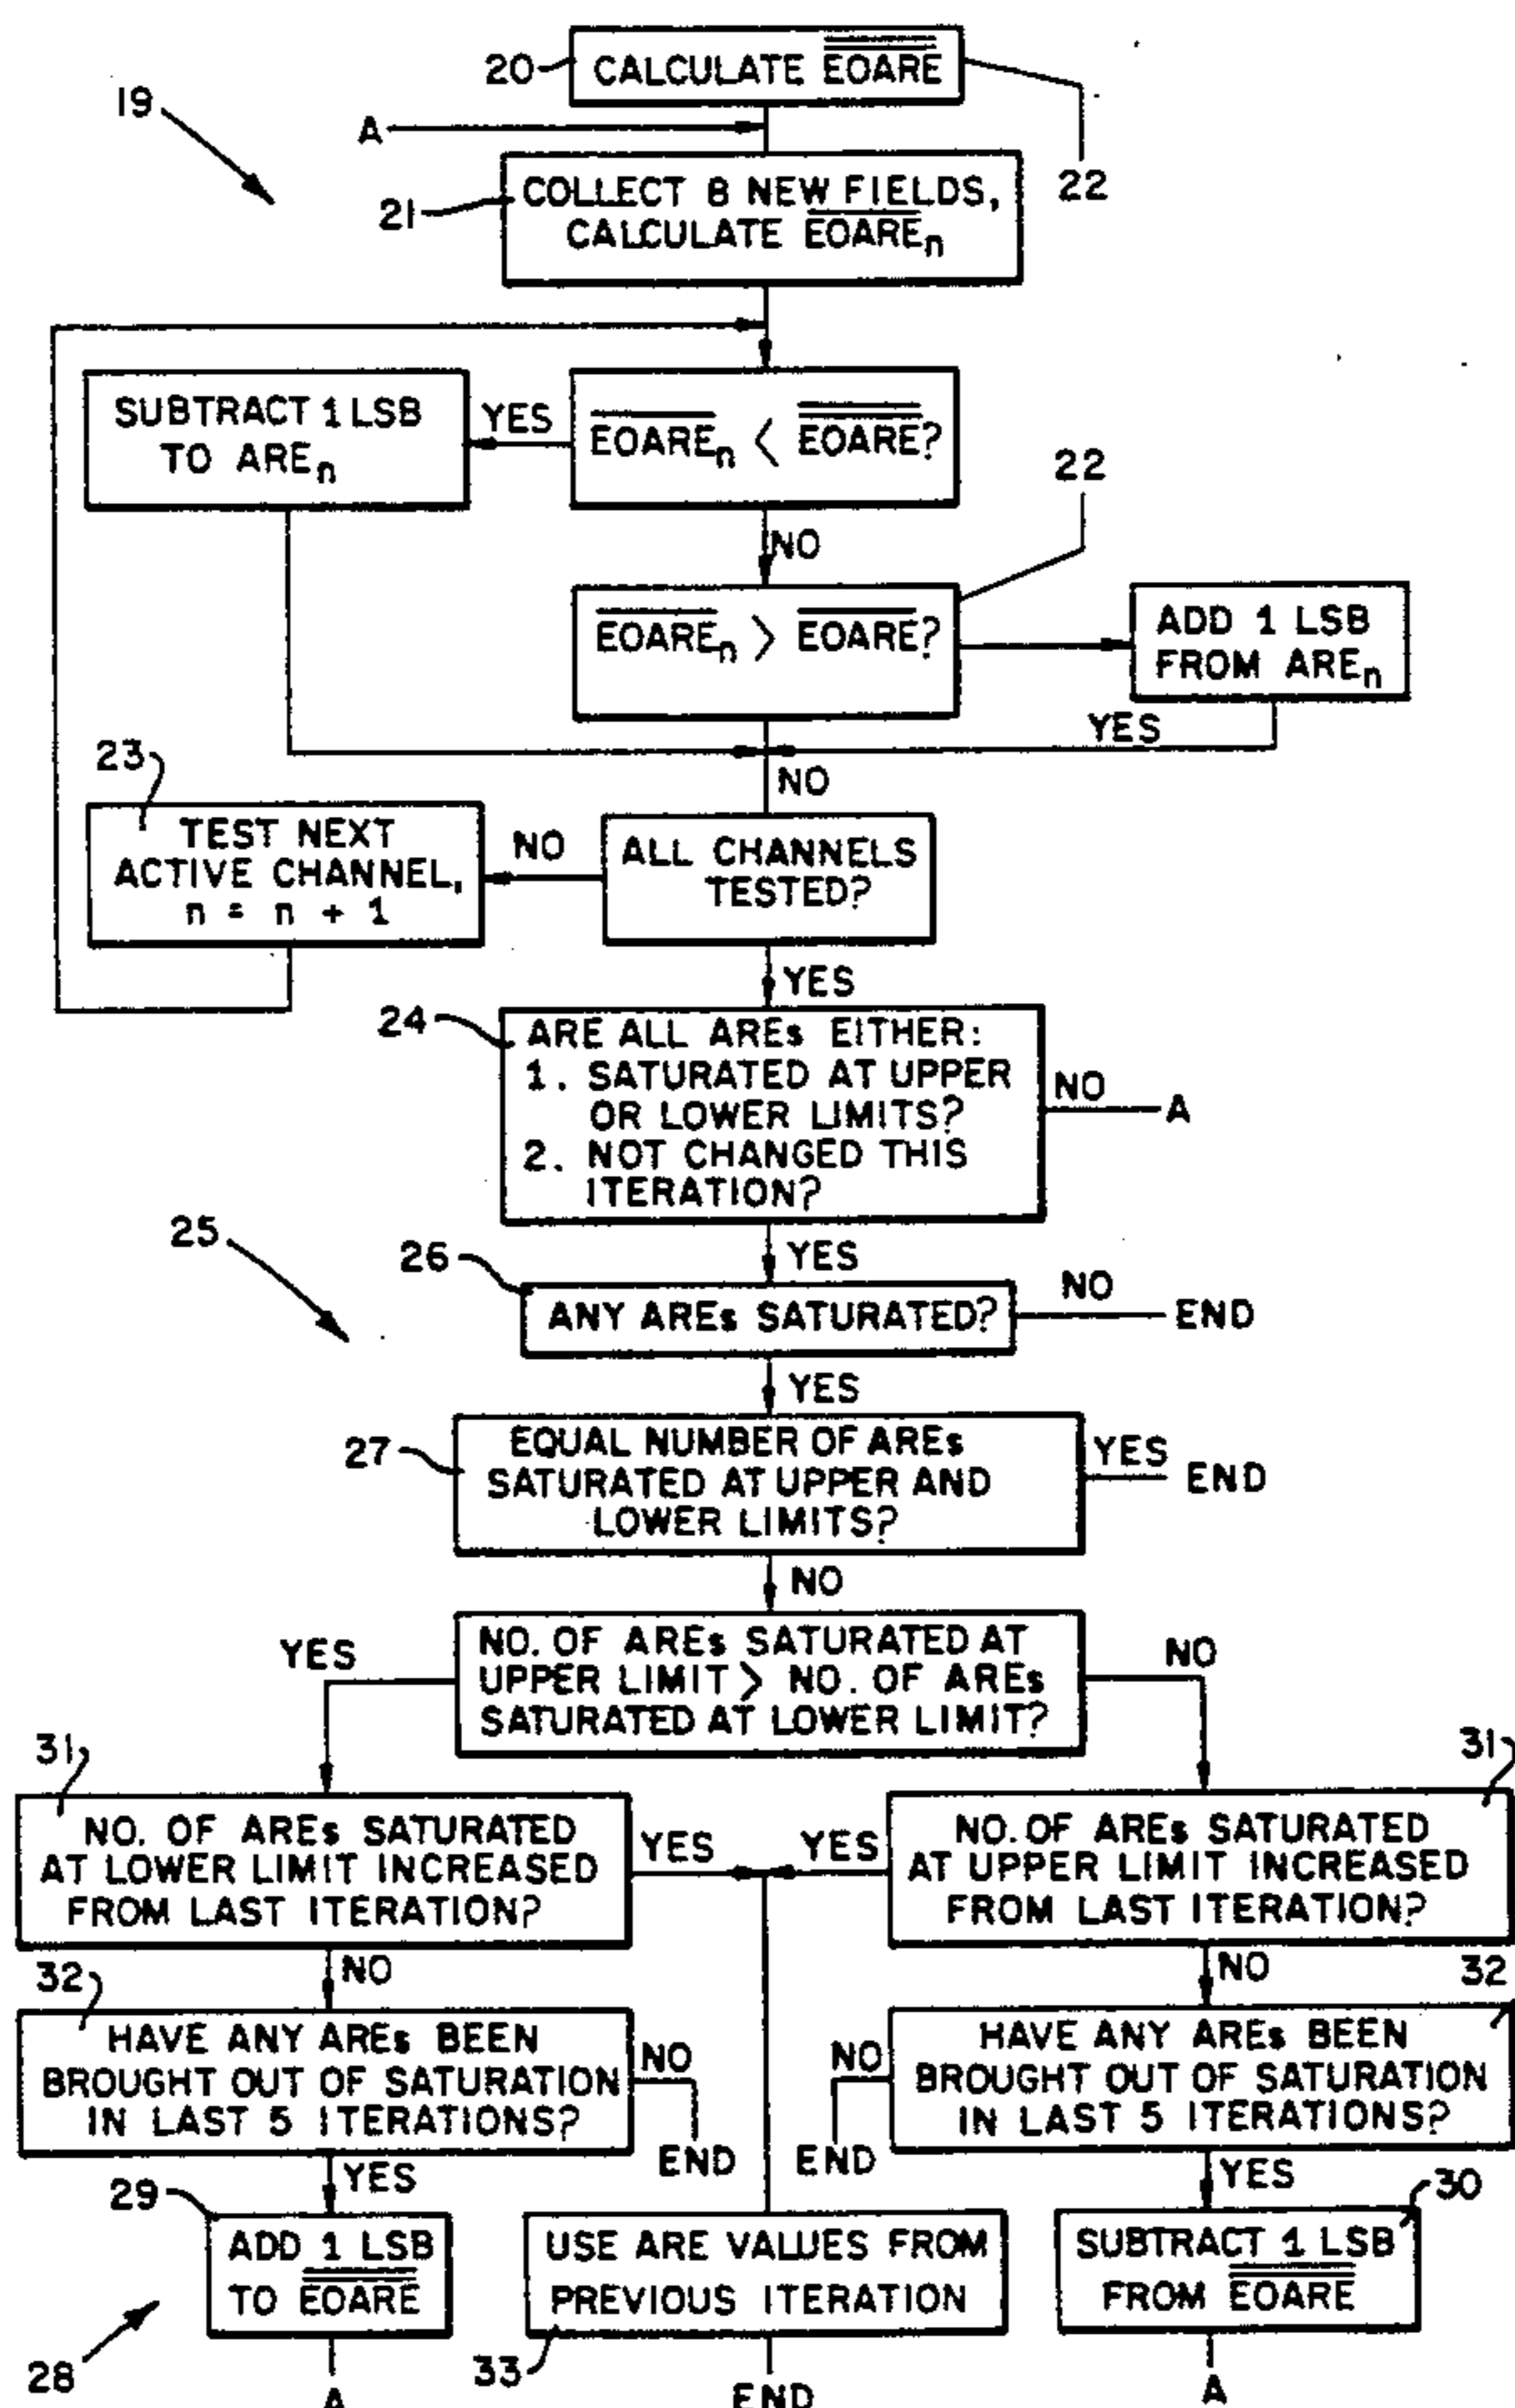 20 CALCULATE EOARE
19
A
22
21 COLLECT 8 NEW FIELDS,
CALCULATE EOAREn
SUBTRACT 1 LSB
TO AREn
YES
EOAREn < EOARE?
22
NO
EOAREn > EOARE?
ADD 1 LSB
FROM AREn
YES
NO
23
TEST NEXT
ACTIVE CHANNEL,
n = n + 1
NO
ALL CHANNELS
TESTED?
YES
24 ARE ALL AREs EITHER:
1. SATURATED AT UPPER
OR LOWER LIMITS?
2. NOT CHANGED THIS
ITERATION?
NO A
25
YES
26
ANY AREs SATURATED?
NO
END
YES
27 EQUAL NUMBER OF AREs
SATURATED AT UPPER AND
LOWER LIMITS?
YES
END
NO
NO. OF AREs SATURATED AT
UPPER LIMIT > NO. OF AREs
SATURATED AT LOWER LIMIT?
YES
NO
31
NO. OF AREs SATURATED
AT LOWER LIMIT INCREASED
FROM LAST ITERATION?
YES
YES
31
NO. OF AREs SATURATED
AT UPPER LIMIT INCREASED
FROM LAST ITERATION?
NO
NO
32
HAVE ANY AREs BEEN
BROUGHT OUT OF SATURATION
IN LAST 5 ITERATIONS?
NO
END
32
HAVE ANY AREs BEEN
BROUGHT OUT OF SATURATION
IN LAST 5 ITERATIONS?
NO
END
YES
YES
29
ADD 1 LSB
TO EOARE
28
A
USE ARE VALUES FROM
PREVIOUS ITERATION
33
END
30
SUBTRACT 1 LSB
FROM EOARE
A